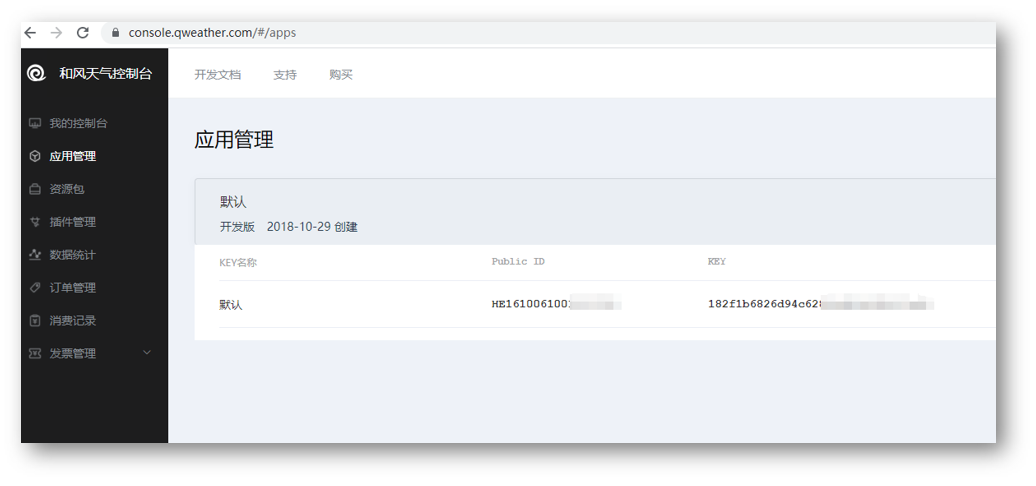 console.qweather.com/#/apps
和风天气控制台
开发文档 支持 购买
我的控制台
应用管理
资源包
插件管理
数据统计
订单管理
消费记录
发票管理
应用管理
默认
开发版 2018-10-29 创建
KEY名称 Public ID KEY
默认 HE161006100 182f1b6826d94c628